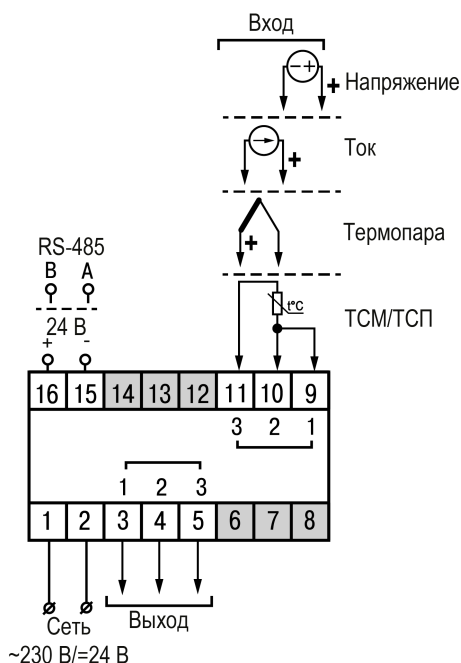 Вход
−+
+ Напряжение
+ Ток
+ Термопара
RS-485
B A
24 В
+ -
t°C
ТСМ/ТСП
16 15 14 13 12 11 10 9
3 2 1
1 2 3
1 2 3 4 5 6 7 8
Сеть
~230 В/=24 В
Выход